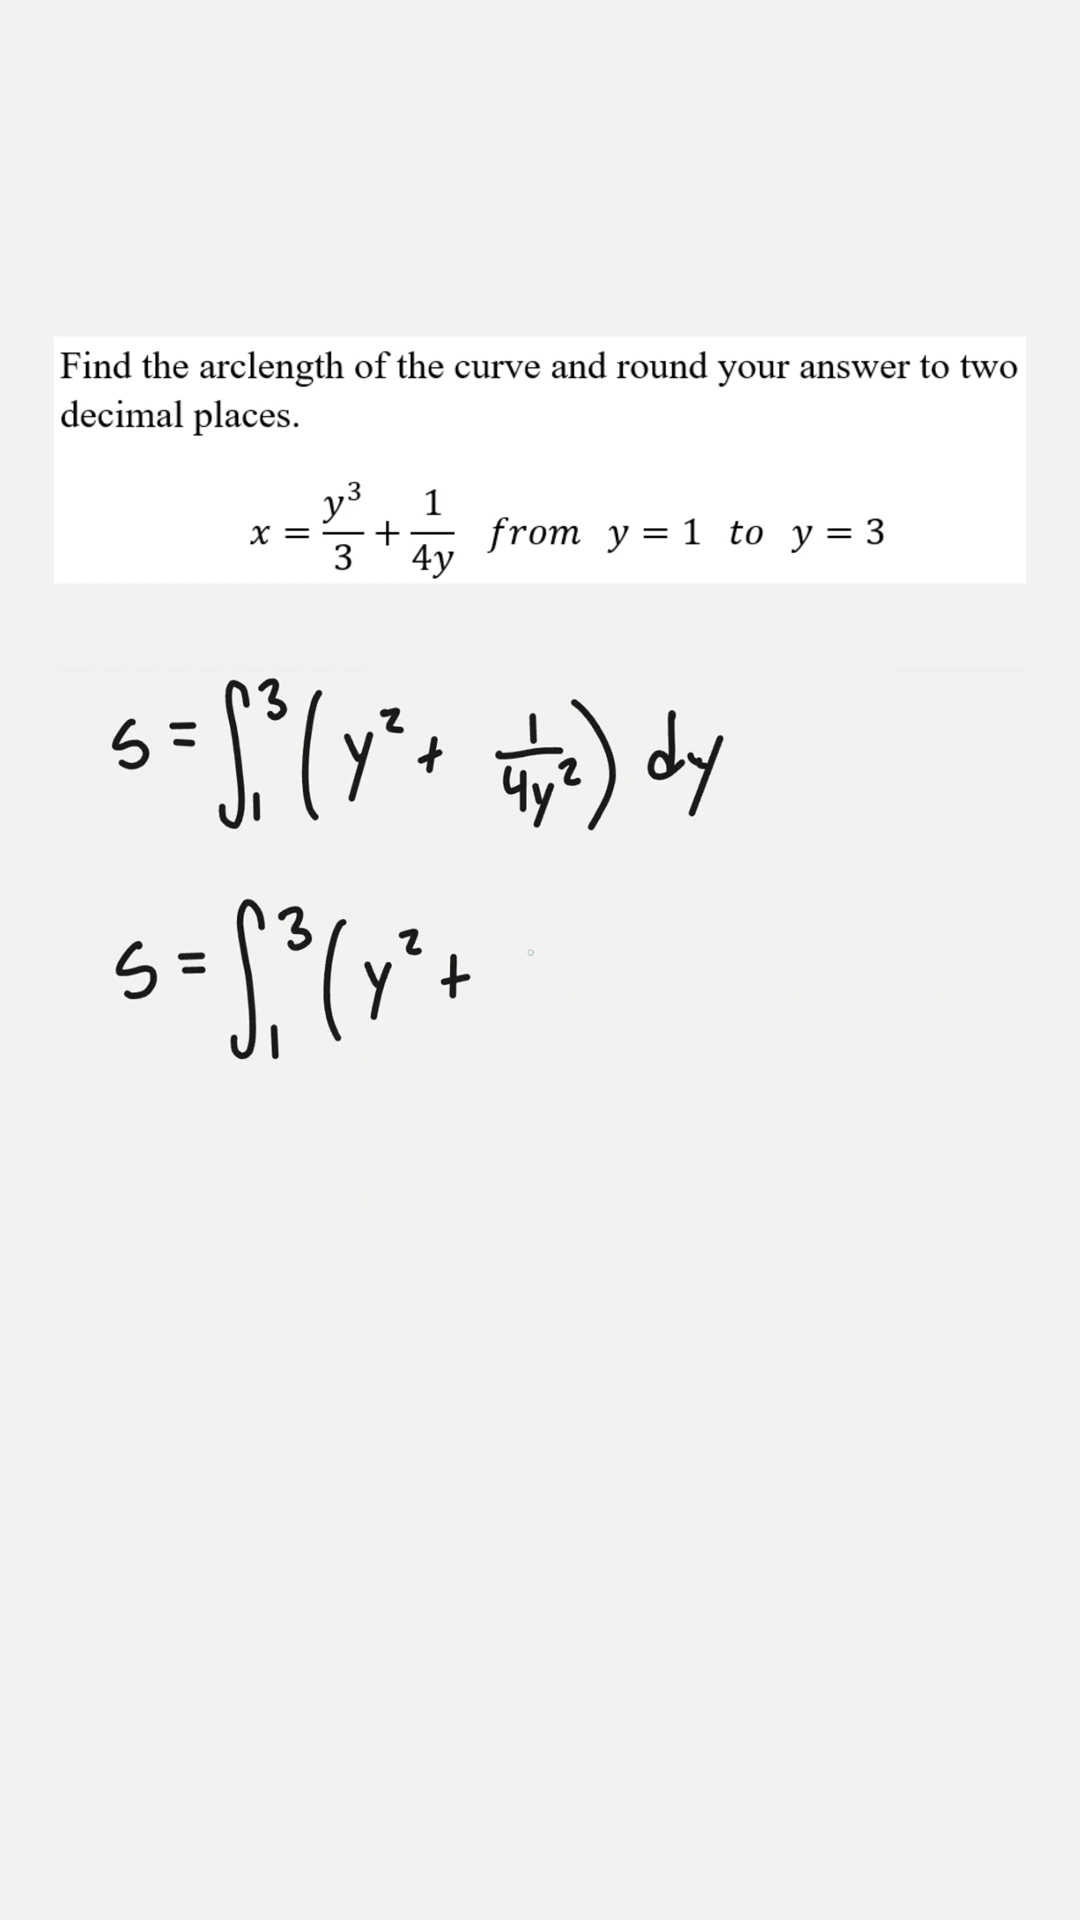 Find the arclength of the curve and round your answer to two
decimal places.
x = y³/3 + 1/4y from y = 1 to y = 3
s = ∫₁³ (y² + 1/4y²) dy
s = ∫₁³ (y² +